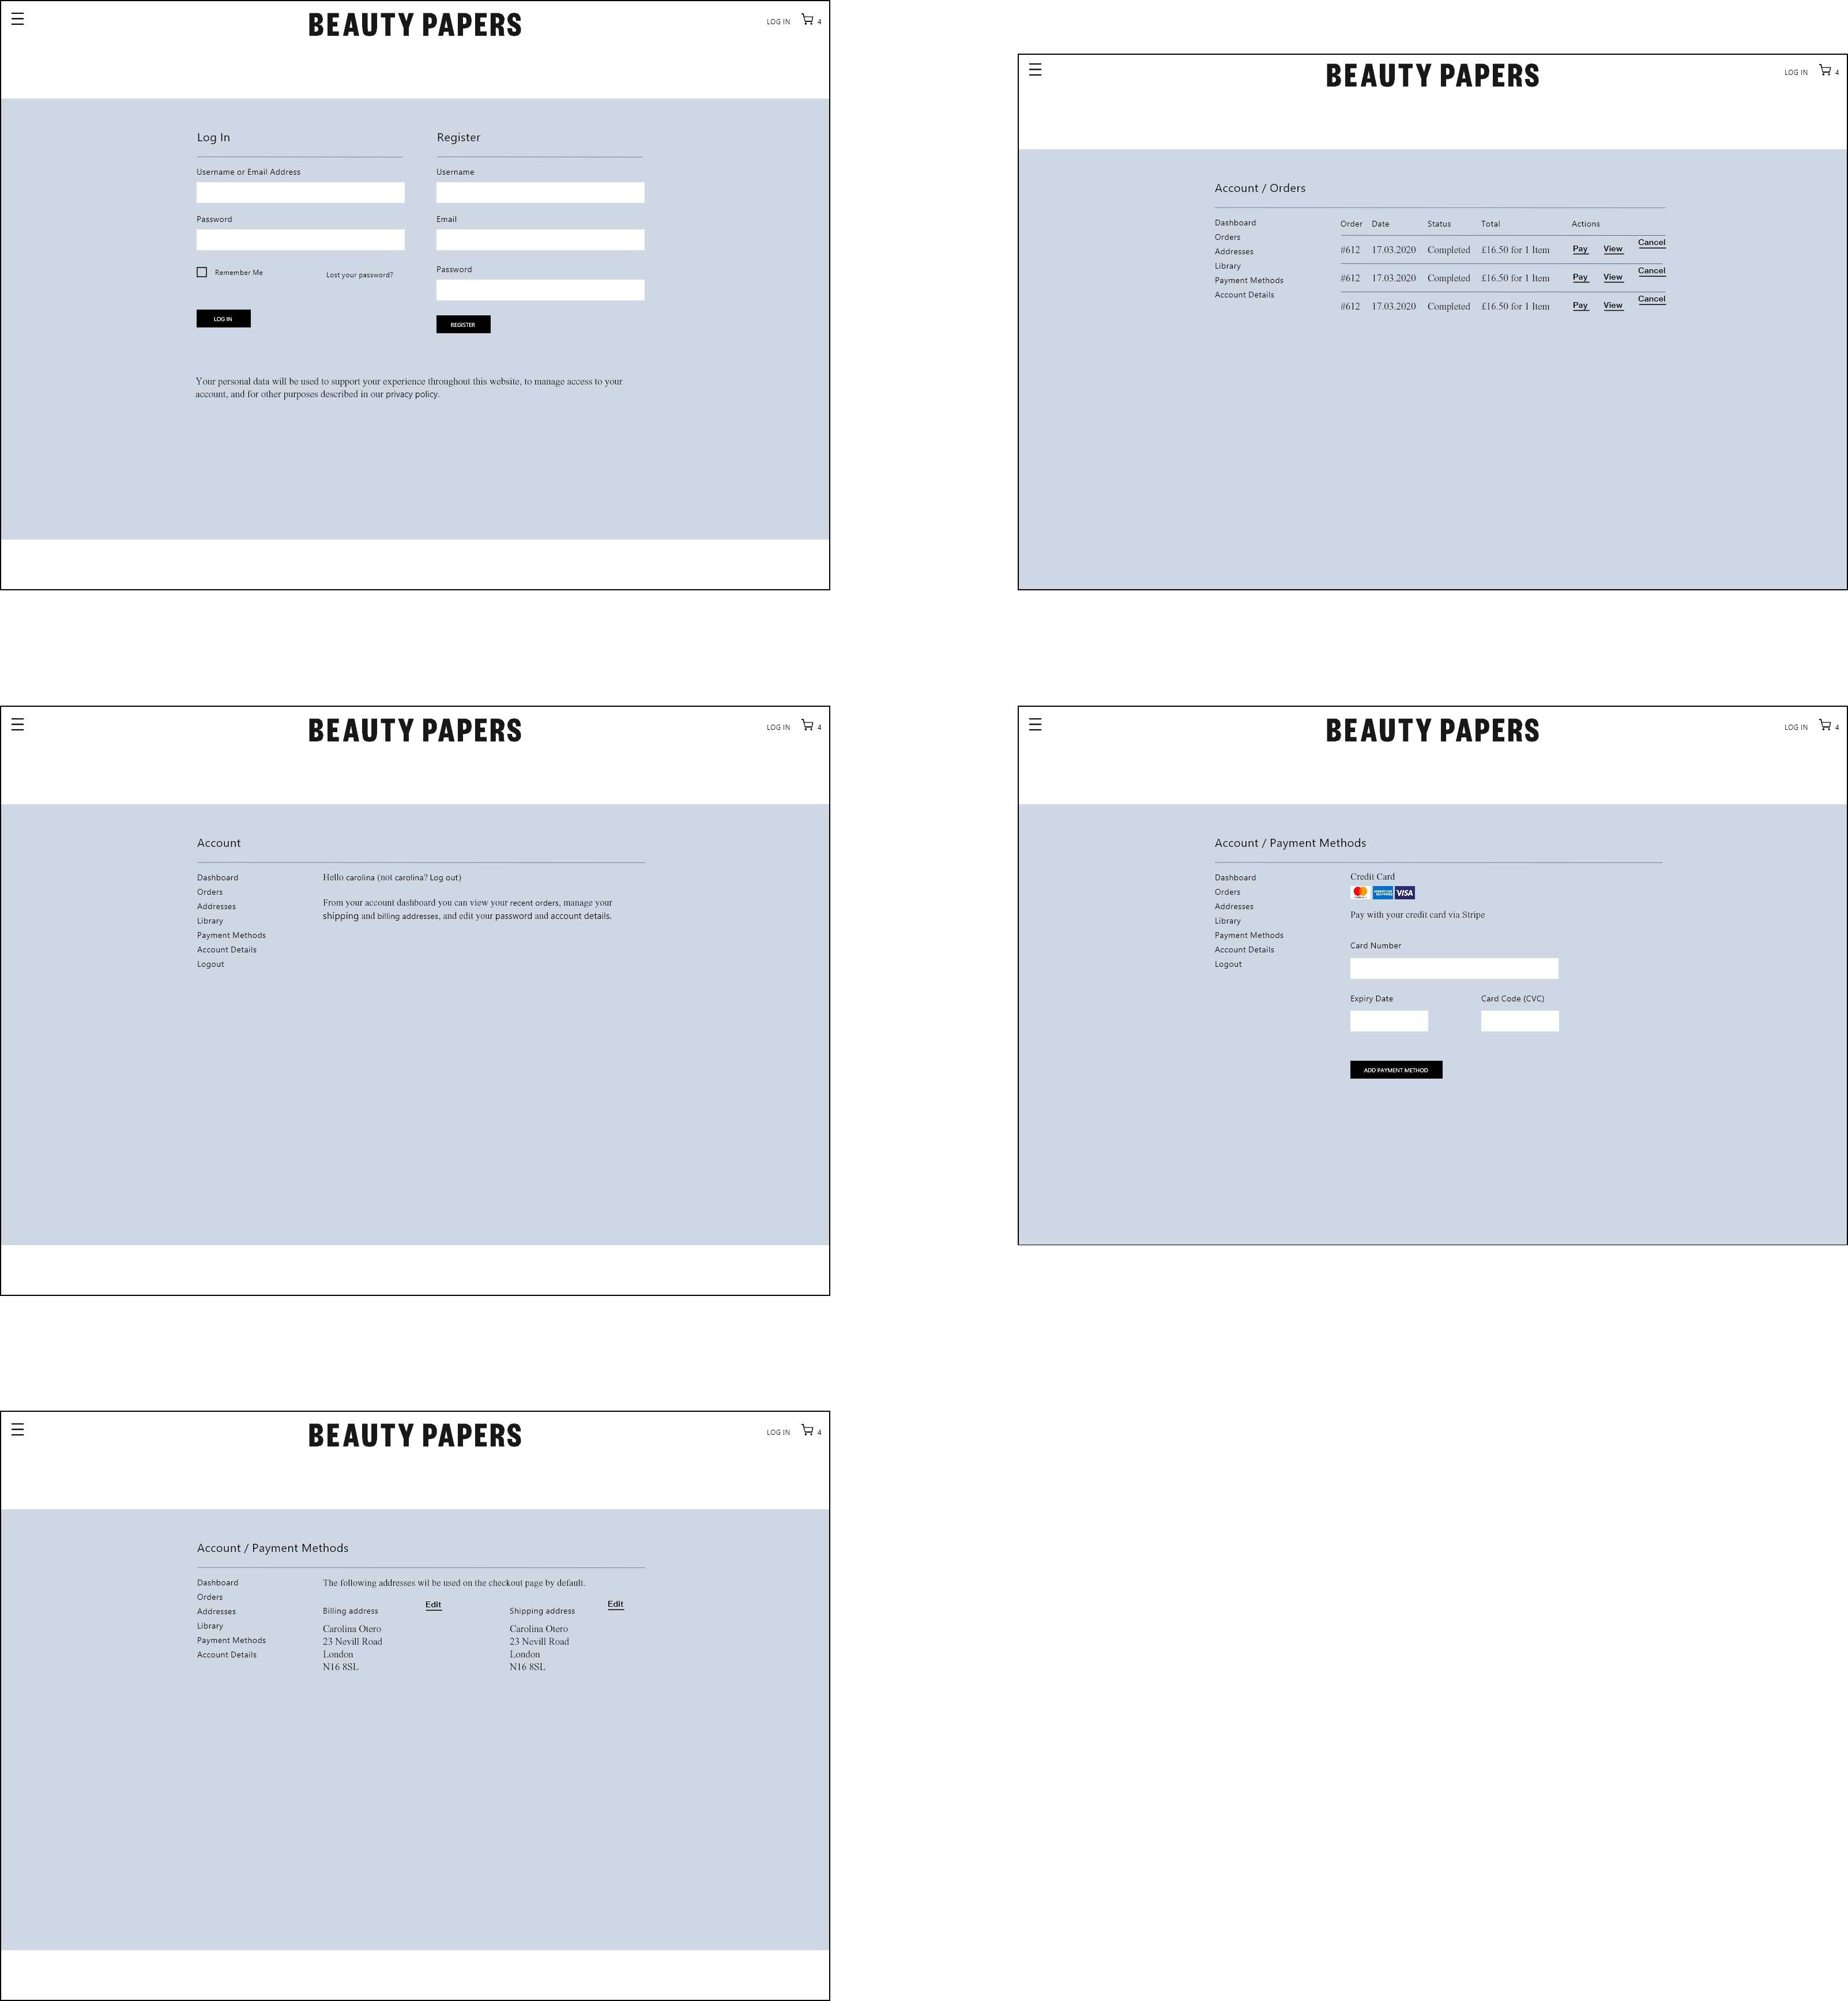 BEAUTY PAPERS
LOG IN 4
Log In
Username or Email Address
Password
Remember Me Lost your password?
LOG IN
Register
Username
Email
Password
REGISTER
Your personal data will be used to support your experience throughout this website, to manage access to your
account, and for other purposes described in our privacy policy.
BEAUTY PAPERS
LOG IN 4
Account / Orders
Dashboard
Orders
Addresses
Library
Payment Methods
Account Details
Order Date Status Total Actions
#612 17.03.2020 Completed £16.50 for 1 Item Pay View Cancel
#612 17.03.2020 Completed £16.50 for 1 Item Pay View Cancel
#612 17.03.2020 Completed £16.50 for 1 Item Pay View Cancel
BEAUTY PAPERS
LOG IN 4
Account
Dashboard
Orders
Addresses
Library
Payment Methods
Account Details
Logout
Hello carolina (not carolina? Log out)
From your account dashboard you can view your recent orders, manage your
shipping and billing addresses, and edit your password and account details.
BEAUTY PAPERS
LOG IN 4
Account / Payment Methods
Dashboard
Orders
Addresses
Library
Payment Methods
Account Details
Logout
Credit Card
AMERICAN EXPRESS VISA
Pay with your credit card via Stripe
Card Number
Expiry Date Card Code (CVC)
ADD PAYMENT METHOD
BEAUTY PAPERS
LOG IN 4
Account / Payment Methods
Dashboard
Orders
Addresses
Library
Payment Methods
Account Details
The following addresses wil be used on the checkout page by default.
Billing address Edit
Carolina Otero
23 Nevill Road
London
N16 8SL
Shipping address Edit
Carolina Otero
23 Nevill Road
London
N16 8SL